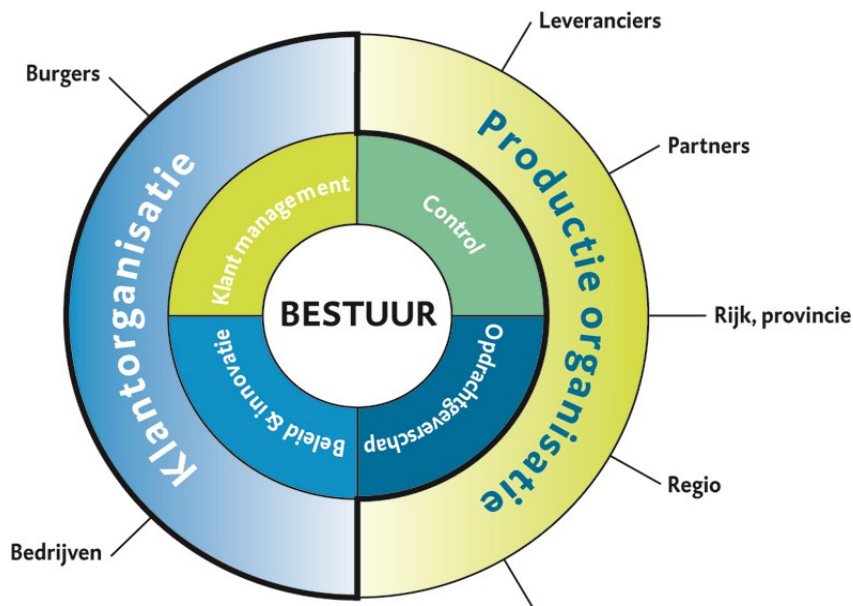 Leveranciers
Burgers
Partners
Productie organisatie
Klantorganisatie
Klant management
Control
BESTUUR
Rijk, provincie
Beleid & innovatie
Opdrachtgeverschap
Regio
Bedrijven